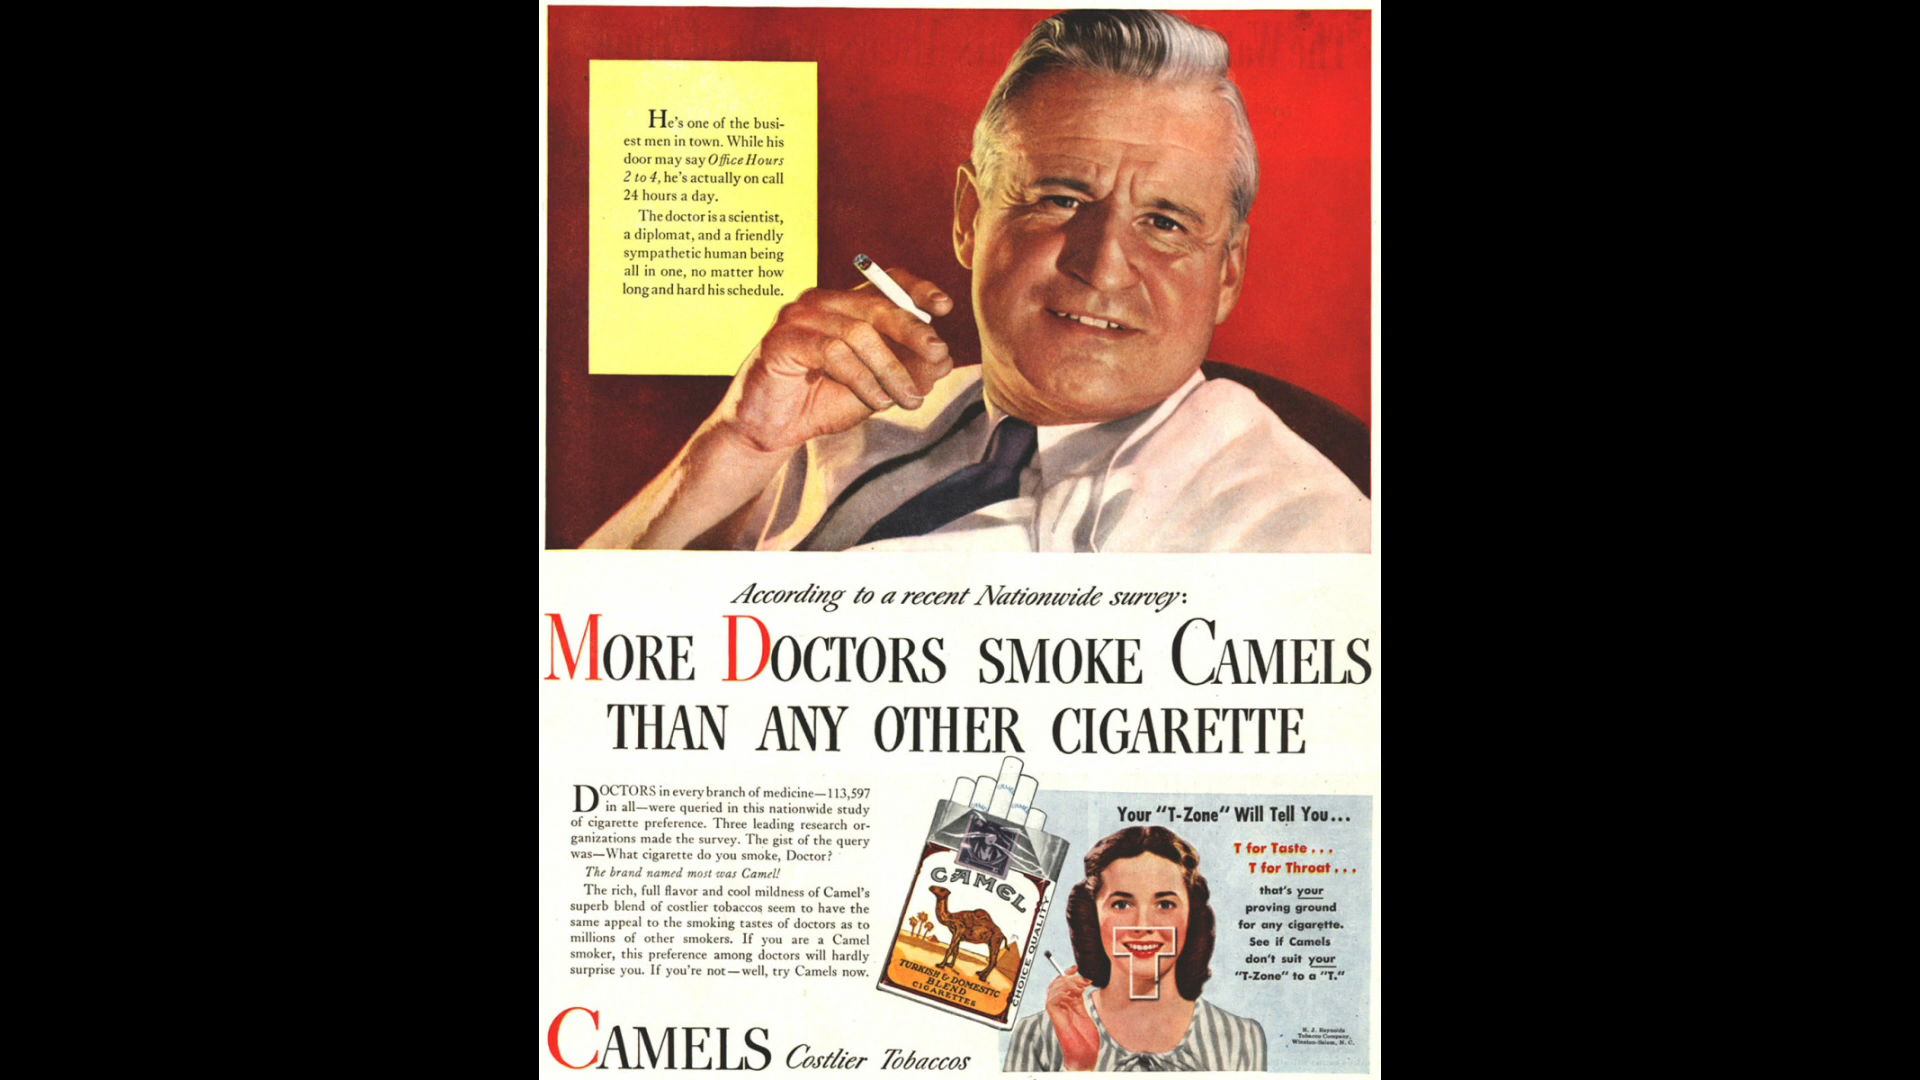 He's one of the busi-
est men in town. While his
door may say Office Hours
2 to 4, he's actually on call
24 hours a day.
The doctor is a scientist,
a diplomat, and a friendly
sympathetic human being
all in one, no matter how
long and hard his schedule.
According to a recent Nationwide survey:
MORE DOCTORS SMOKE CAMELS
THAN ANY OTHER CIGARETTE
DOCTORS in every branch of medicine—113,597
in all—were queried in this nationwide study
of cigarette preference. Three leading research or-
ganizations made the survey. The gist of the query
was—What cigarette do you smoke, Doctor?
The brand named most was Camel!
The rich, full flavor and cool mildness of Camel's
superb blend of costlier tobaccos seem to have the
same appeal to the smoking tastes of doctors as to
millions of other smokers. If you are a Camel
smoker, this preference among doctors will hardly
surprise you. If you're not—well, try Camels now.
CAMELS Costlier Tobaccos
CAMEL
CHOICE QUALITY
TURKISH & DOMESTIC
BLEND
CIGARETTES
Your "T-Zone" Will Tell You...
T for Taste...
T for Throat...
that's your
proving ground
for any cigarette.
See if Camels
don't suit your
"T-Zone" to a "T."
T
R. J. Reynolds
Tobacco Company,
Winston-Salem, N. C.